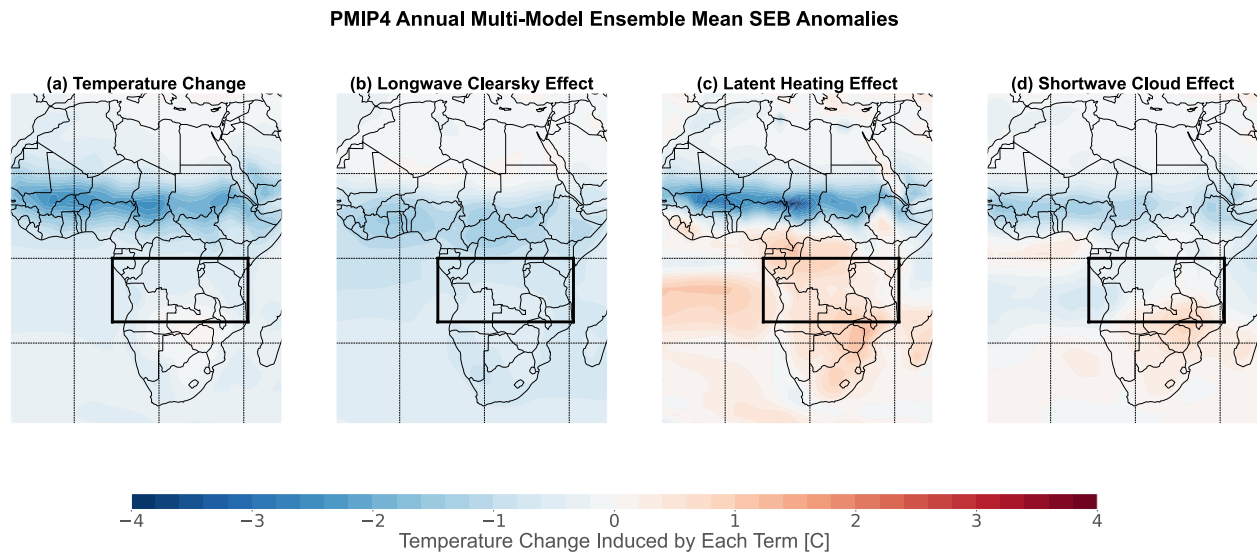 PMIP4 Annual Multi-Model Ensemble Mean SEB Anomalies
(a) Temperature Change
(b) Longwave Clearsky Effect
(c) Latent Heating Effect
(d) Shortwave Cloud Effect
−4 −3 −2 −1 0 1 2 3 4
Temperature Change Induced by Each Term [C]